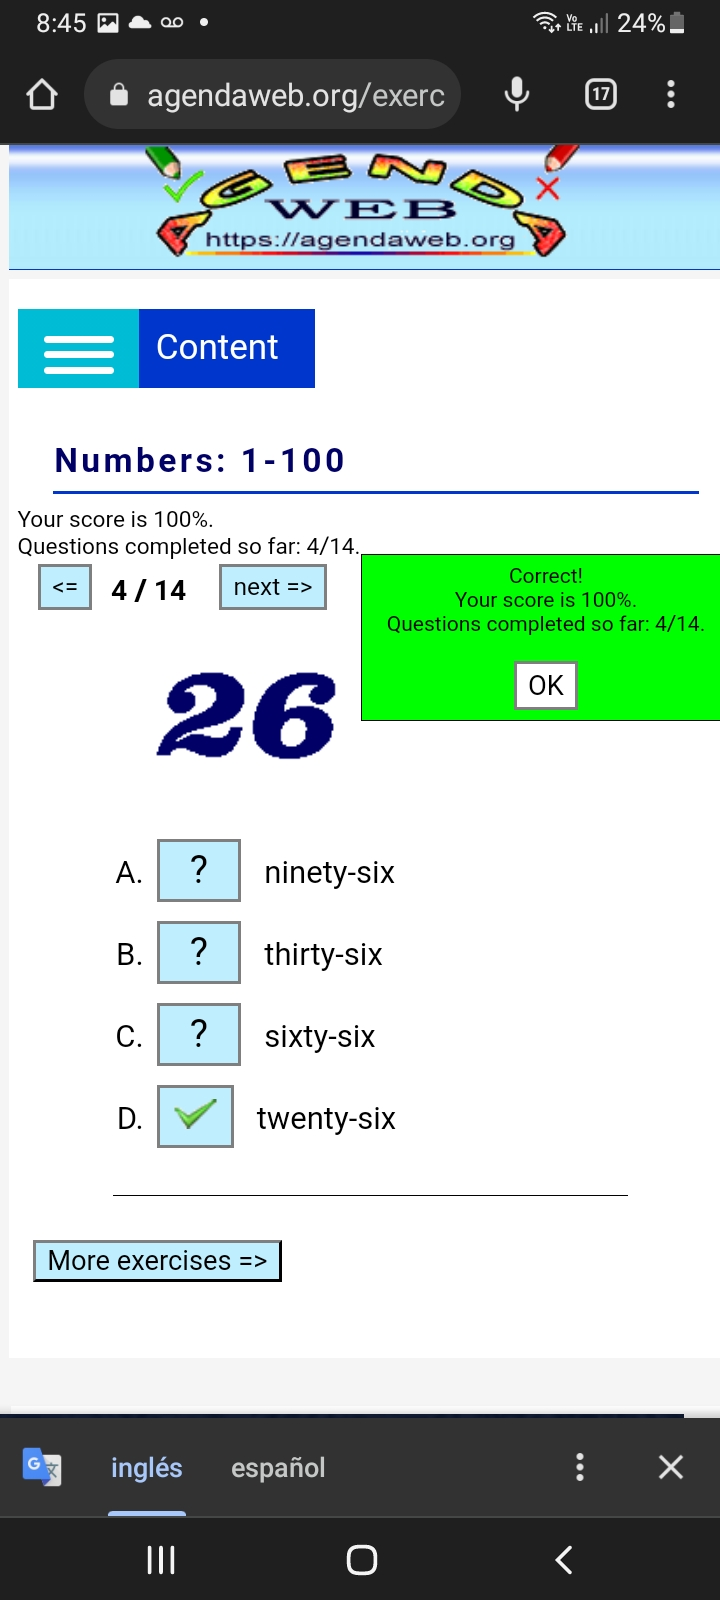 8:45
Vo LTE 24%
agendaweb.org/exerc
17
AGENDA
WEB
https://agendaweb.org
Content
Numbers: 1-100
Your score is 100%.
Questions completed so far: 4/14.
<= 4 / 14 next =>
Correct!
Your score is 100%.
Questions completed so far: 4/14.
OK
26
A. ? ninety-six
B. ? thirty-six
C. ? sixty-six
D. twenty-six
More exercises =>
inglés español